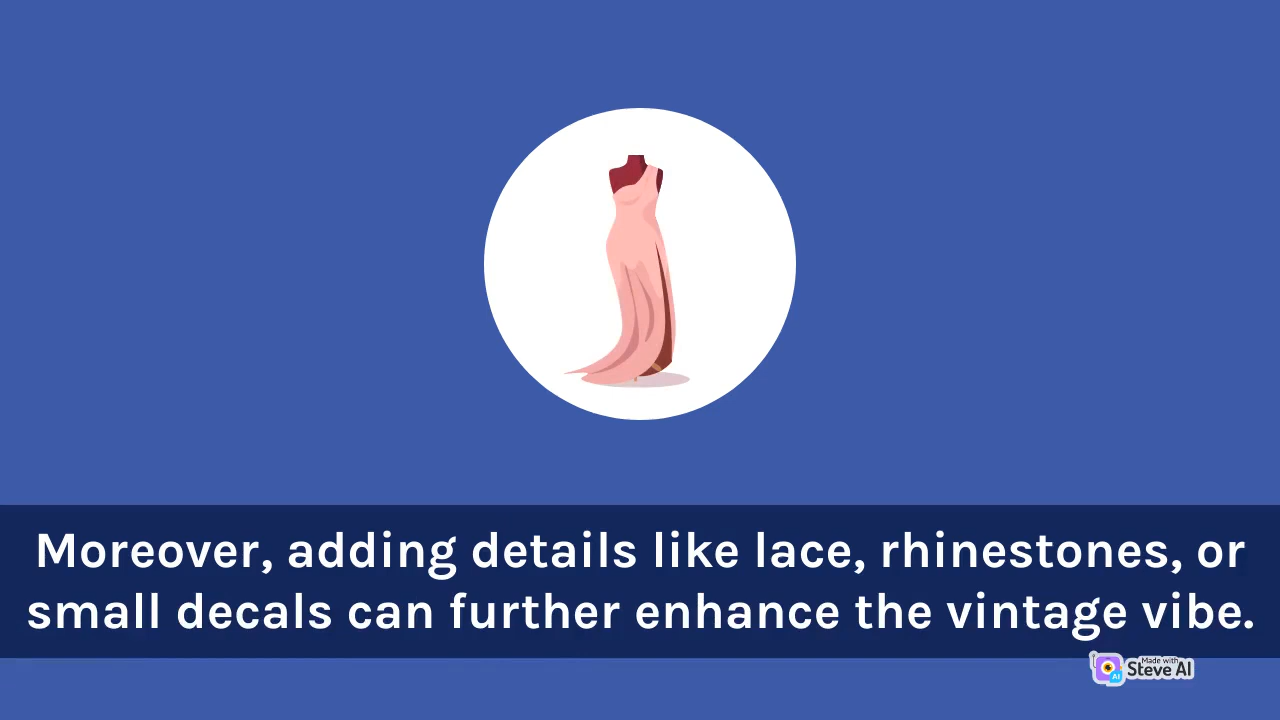 Moreover, adding details like lace, rhinestones, or
small decals can further enhance the vintage vibe.
Made with
Steve AI
AI